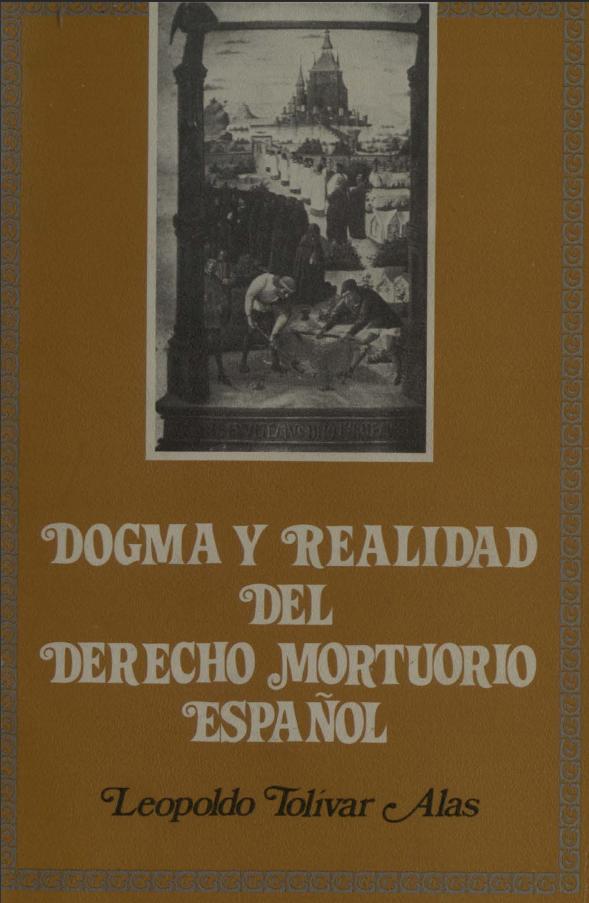 DOGMA Y REALIDAD
DEL
DERECHO MORTUORIO
ESPAÑOL
Leopoldo Tolívar Alas